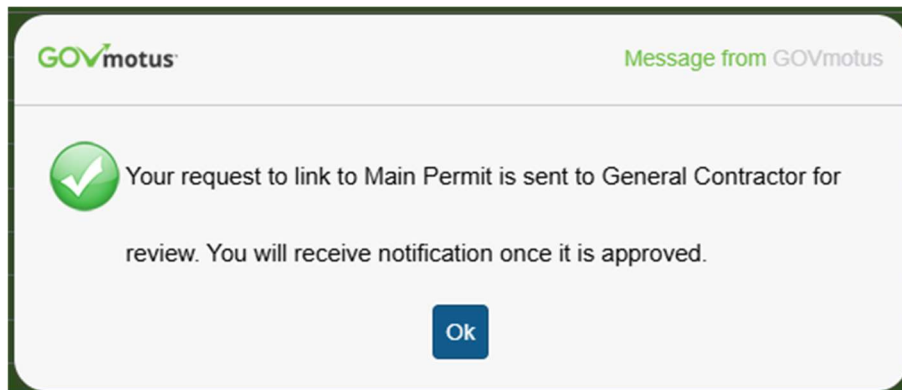 GOVmotus
Message from GOVmotus
Your request to link to Main Permit is sent to General Contractor for
review. You will receive notification once it is approved.
Ok